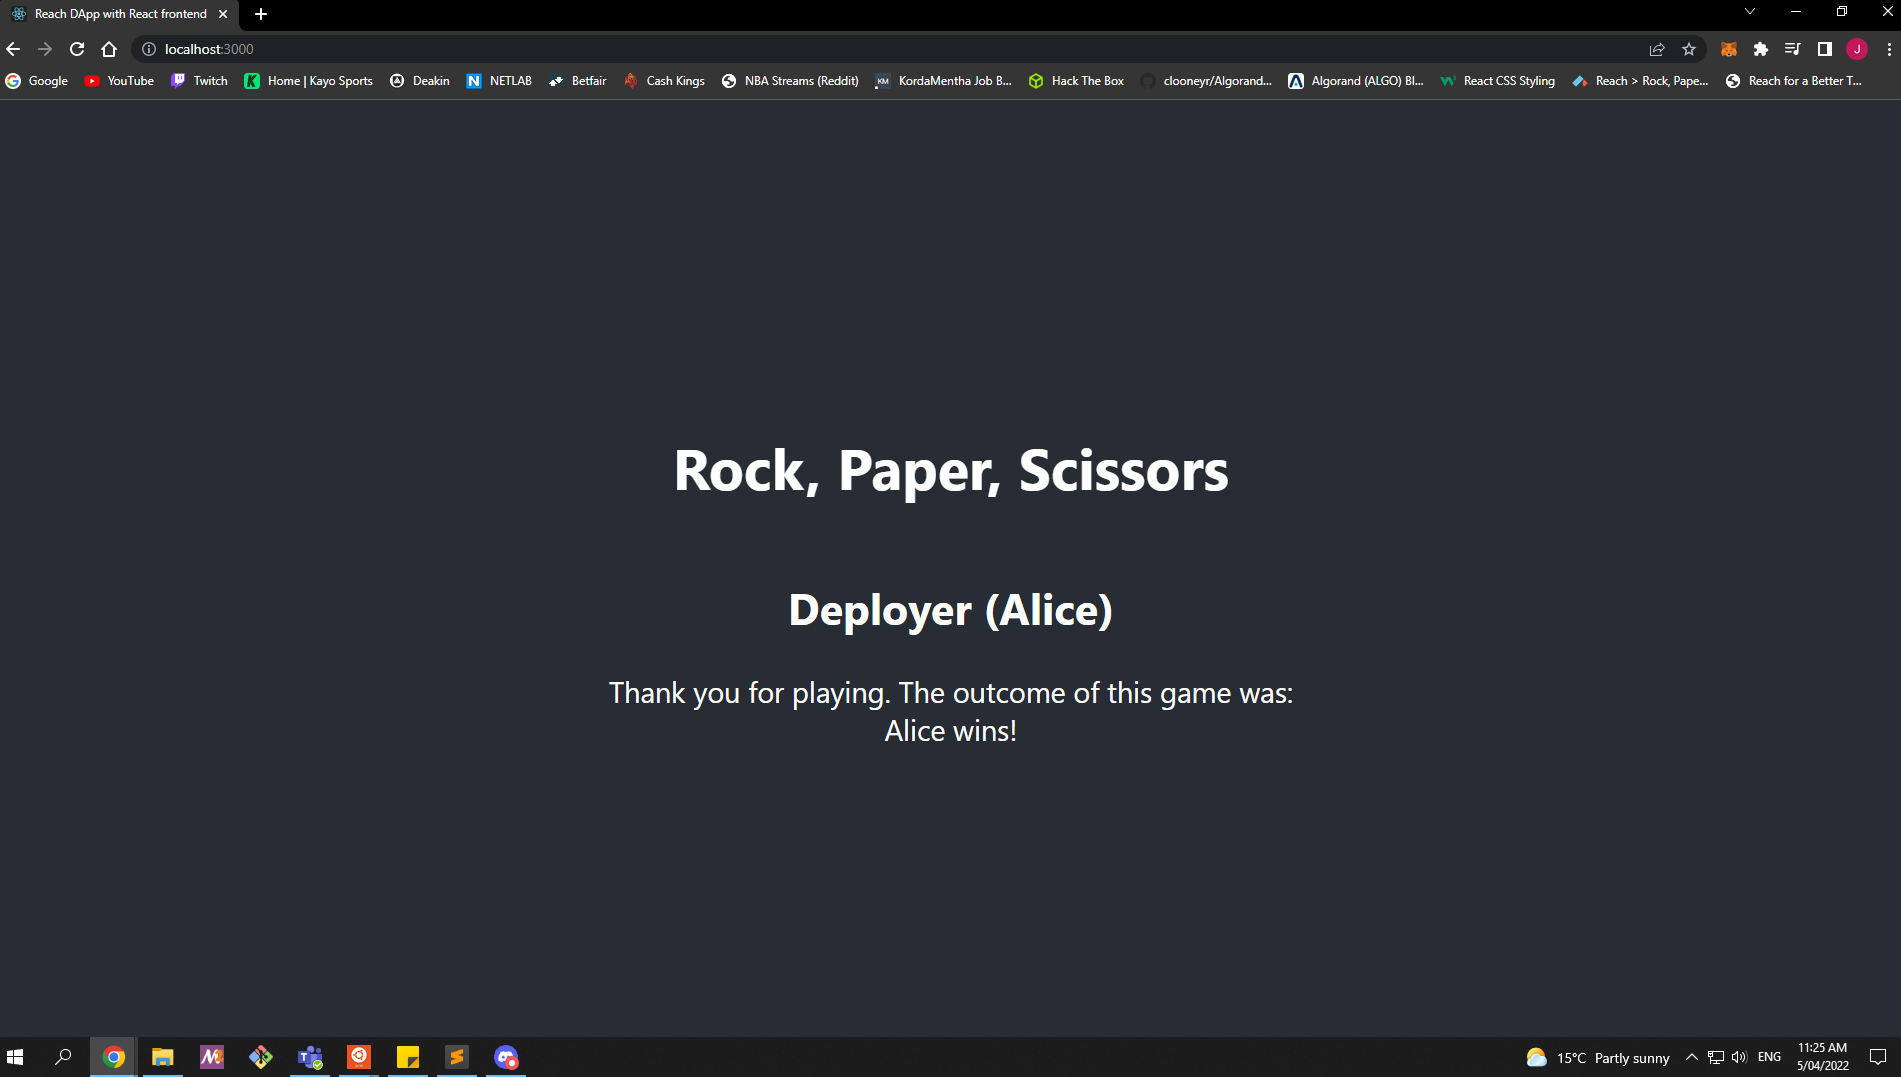 Reach DApp with React frontend
localhost:3000
J
Google YouTube Twitch Home | Kayo Sports Deakin NETLAB Betfair Cash Kings NBA Streams (Reddit) KordaMentha Job B... Hack The Box clooneyr/Algorand... Algorand (ALGO) Bl... React CSS Styling Reach > Rock, Pape... Reach for a Better T...
Rock, Paper, Scissors
Deployer (Alice)
Thank you for playing. The outcome of this game was:
Alice wins!
15°C Partly sunny
ENG
11:25 AM
5/04/2022